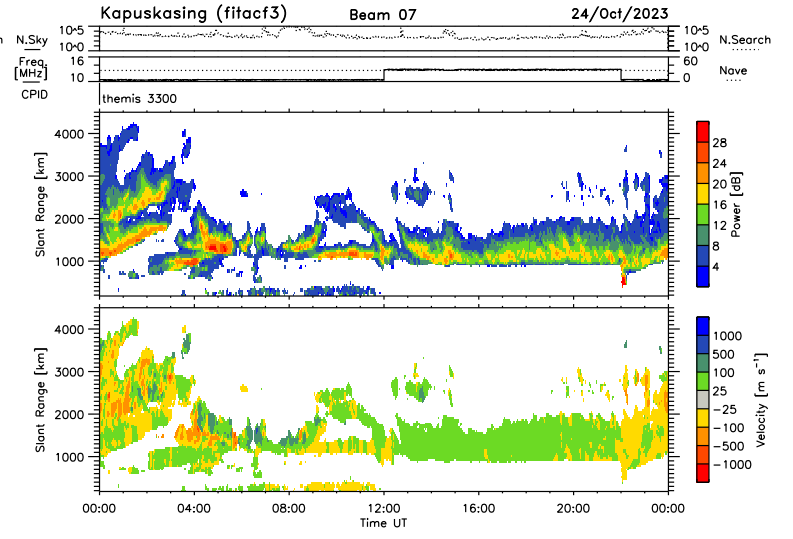 Kapuskasing (fitacf3) Beam 07 24/Oct/2023
N.Sky 10^5 10^5 N.Search
10^0 10^0
Freq. 16 60 Nave
[MHz] 10 0
CPID themis 3300
Slant Range [km]
4000
3000
2000
1000
28
24
20
16
12
8
4
Power [dB]
Slant Range [km]
4000
3000
2000
1000
1000
500
100
25
-25
-100
-500
-1000
Velocity [m s⁻¹]
00:00 04:00 08:00 12:00 16:00 20:00 00:00
Time UT